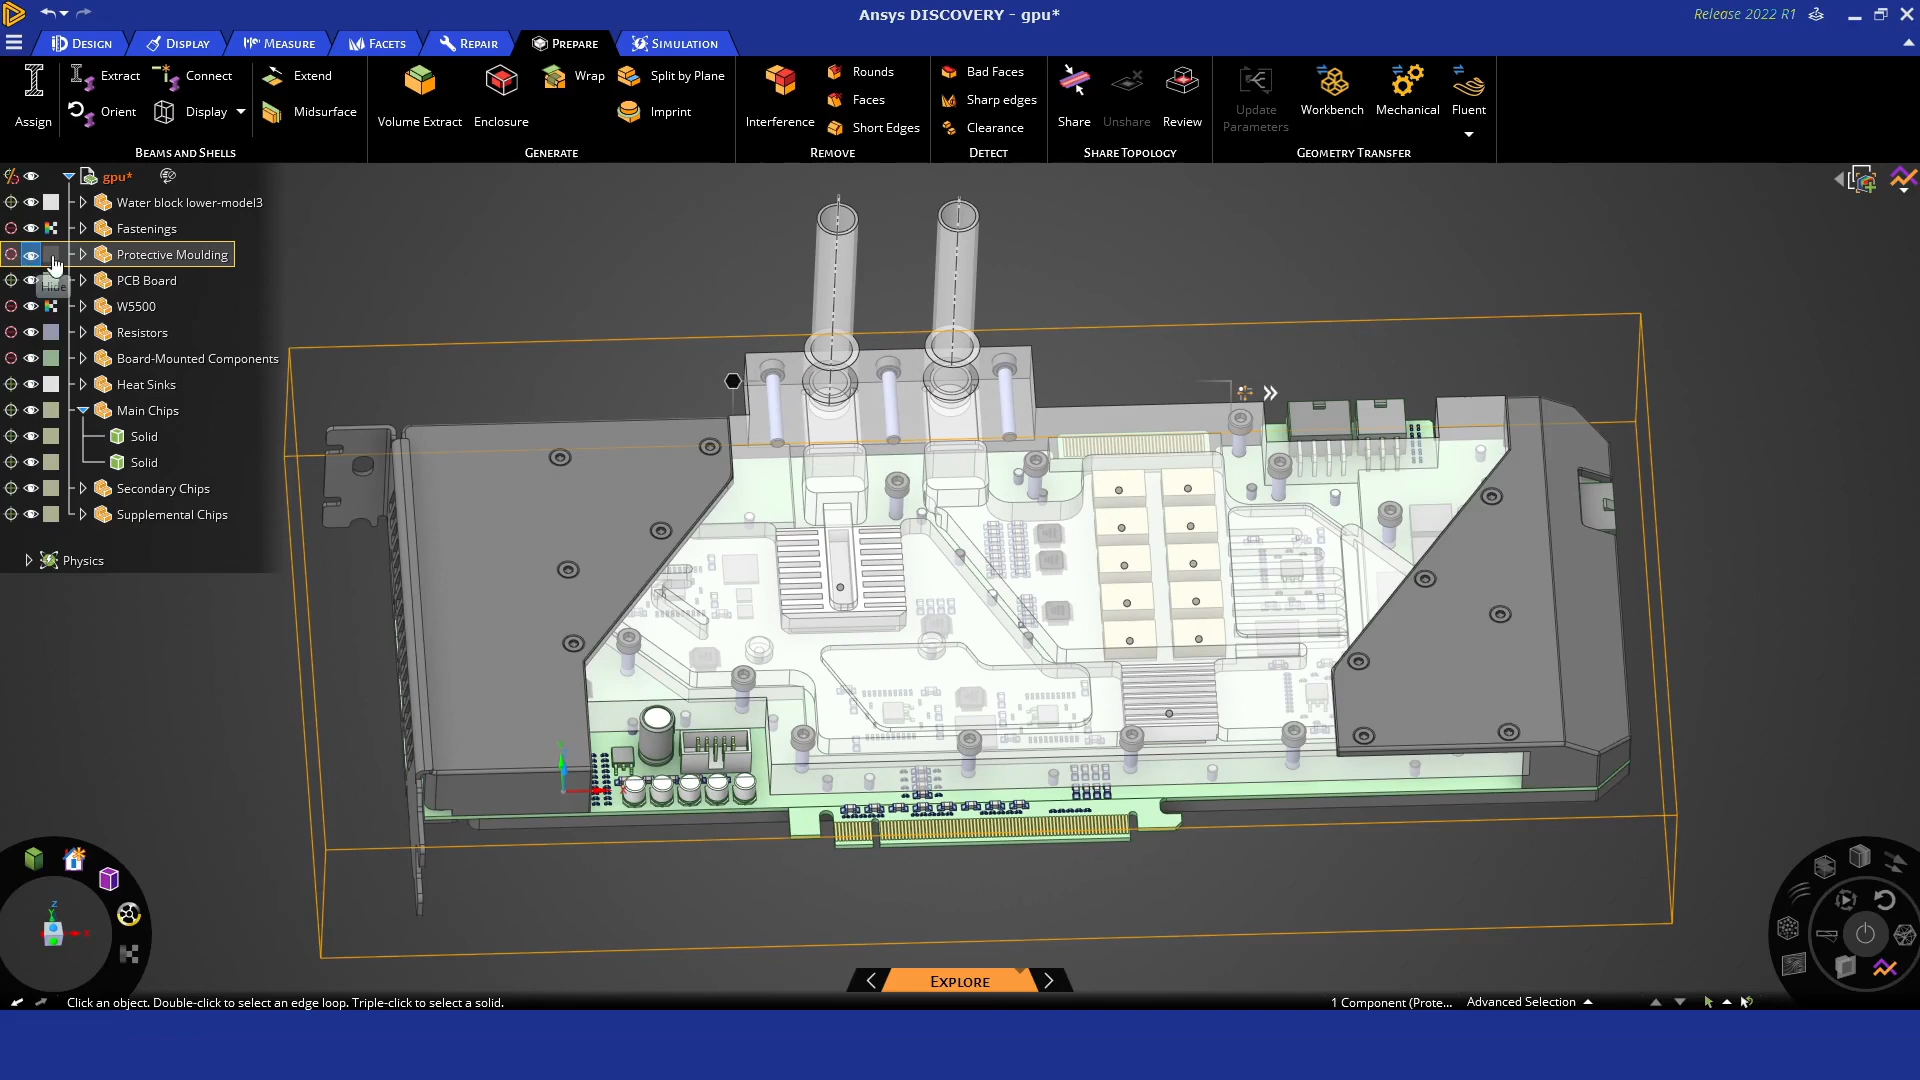 Ansys DISCOVERY - gpu*
Release 2022 R1
DESIGN
DISPLAY
MEASURE
FACETS
REPAIR
PREPARE
SIMULATION
Assign
Extract
Orient
Connect
Display
Extend
Midsurface
BEAMS AND SHELLS
Volume Extract
Enclosure
Wrap
Split by Plane
Imprint
GENERATE
Interference
Rounds
Faces
Short Edges
REMOVE
Bad Faces
Sharp edges
Clearance
DETECT
Share
Unshare
Review
SHARE TOPOLOGY
Update
Parameters
Workbench
Mechanical
Fluent
GEOMETRY TRANSFER
gpu*
Water block lower-model3
Fastenings
Protective Moulding
PCB Board
Hide
W5500
Resistors
Board-Mounted Components
Heat Sinks
Main Chips
Solid
Solid
Secondary Chips
Supplemental Chips
Physics
X
Z
Y
X
EXPLORE
Click an object. Double-click to select an edge loop. Triple-click to select a solid.
1 Component (Prote...
Advanced Selection